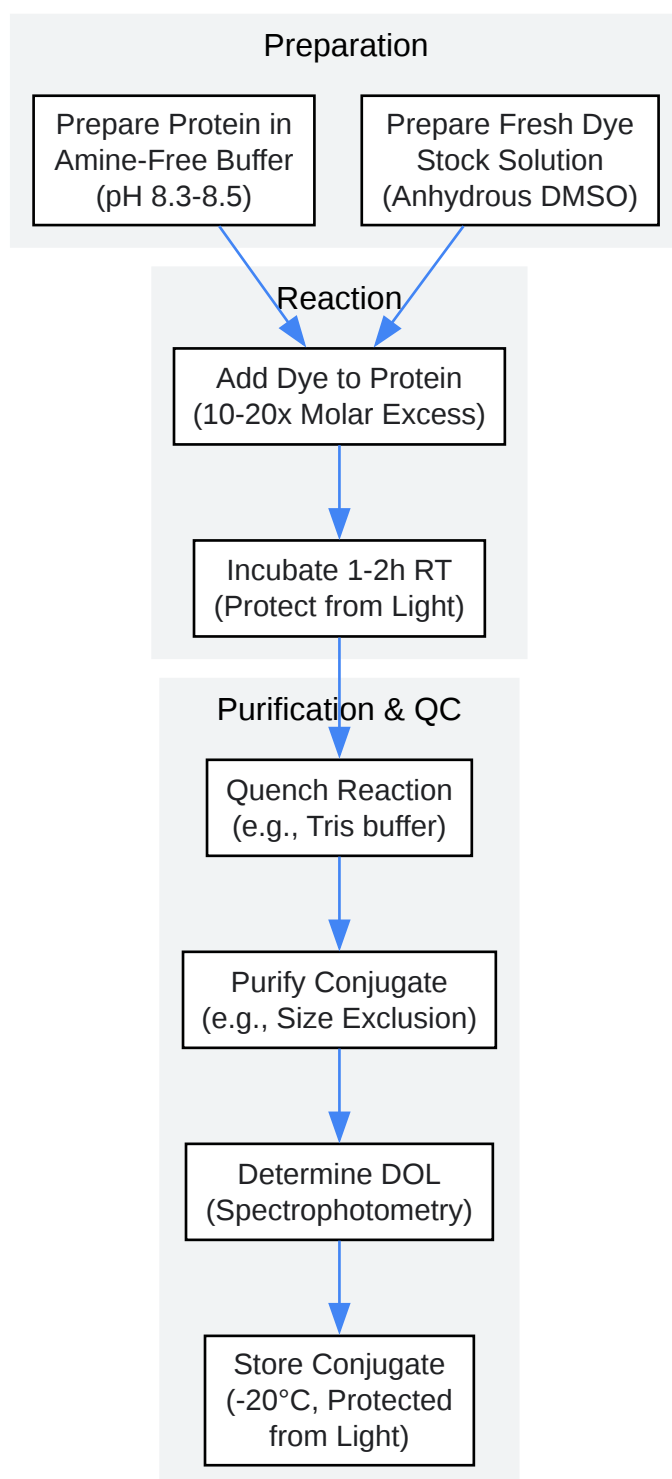 Preparation
Prepare Protein in
Amine-Free Buffer
(pH 8.3-8.5)
Prepare Fresh Dye
Stock Solution
(Anhydrous DMSO)
Reaction
Add Dye to Protein
(10-20x Molar Excess)
Incubate 1-2h RT
(Protect from Light)
Purification & QC
Quench Reaction
(e.g., Tris buffer)
Purify Conjugate
(e.g., Size Exclusion)
Determine DOL
(Spectrophotometry)
Store Conjugate
(-20°C, Protected
from Light)